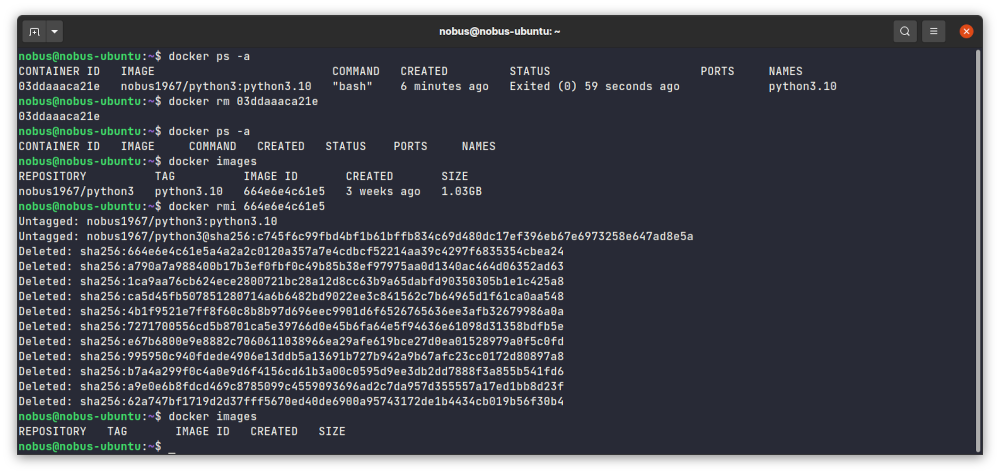 nobus@nobus-ubuntu: ~
nobus@nobus-ubuntu:~$ docker ps -a
CONTAINER ID   IMAGE                          COMMAND   CREATED         STATUS                      PORTS     NAMES
03ddaaaca21e   nobus1967/python3:python3.10   "bash"    6 minutes ago   Exited (0) 59 seconds ago             python3.10
nobus@nobus-ubuntu:~$ docker rm 03ddaaaca21e
03ddaaaca21e
nobus@nobus-ubuntu:~$ docker ps -a
CONTAINER ID   IMAGE     COMMAND   CREATED   STATUS    PORTS     NAMES
nobus@nobus-ubuntu:~$ docker images
REPOSITORY          TAG          IMAGE ID       CREATED       SIZE
nobus1967/python3   python3.10   664e6e4c61e5   3 weeks ago   1.03GB
nobus@nobus-ubuntu:~$ docker rmi 664e6e4c61e5
Untagged: nobus1967/python3:python3.10
Untagged: nobus1967/python3@sha256:c745f6c99fbd4bf1b61bffb834c69d480dc17ef396eb67e6973258e647ad8e5a
Deleted: sha256:664e6e4c61e5a4a2a2c0120a357a7e4cdbcf52214aa39c4297f6835354cbea24
Deleted: sha256:a790a7a988400b17b3ef0fbf0c49b85b38ef97975aa0d1340ac464d06352ad63
Deleted: sha256:1ca9aa76cb624ece2800721bc28a12d8cc63b9a65dabfd90350305b1e1c425a8
Deleted: sha256:ca5d45fb507851280714a6b6482bd9022ee3c841562c7b64965d1f61ca0aa548
Deleted: sha256:4b1f9521e7ff8f60c8b8b97d696eec9901d6f6526765636ee3afb32679986a0a
Deleted: sha256:7271700556cd5b8701ca5e39766d0e45b6fa64e5f94636e61098d31358bdfb5e
Deleted: sha256:e67b6800e9e8882c7060611038966ea29afe619bce27d0ea01528979a0f5c0fd
Deleted: sha256:995950c940fdede4906e13ddb5a13691b727b942a9b67afc23cc0172d80897a8
Deleted: sha256:b7a4a299f0c4a0e9d6f4156cd61b3a00c0595d9ee3db2dd7888f3a855b541fd6
Deleted: sha256:a9e0e6b8fdcd469c8785099c4559093696ad2c7da957d355557a17ed1bb8d23f
Deleted: sha256:62a747bf1719d2d37fff5670ed40de6900a95743172de1b4434cb019b56f30b4
nobus@nobus-ubuntu:~$ docker images
REPOSITORY   TAG       IMAGE ID   CREATED   SIZE
nobus@nobus-ubuntu:~$ _